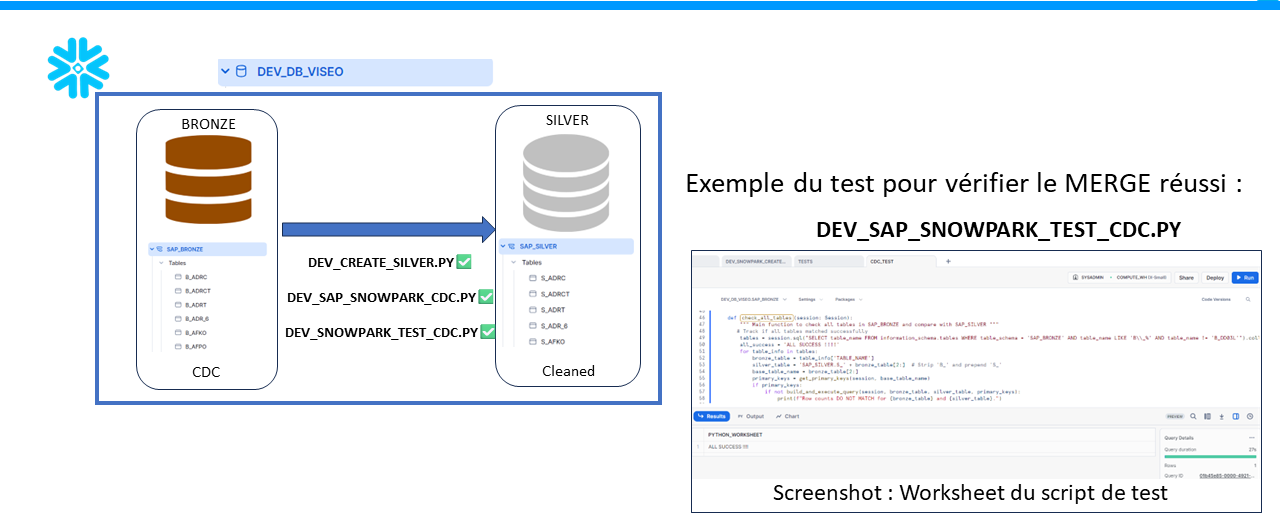 DEV_DB_VISEO
BRONZE
SAP_BRONZE
Tables
B_ADRC
B_ADRCT
B_ADRT
B_ADR_6
B_AFKO
B_AFPO
CDC
DEV_CREATE_SILVER.PY
DEV_SAP_SNOWPARK_CDC.PY
DEV_SNOWPARK_TEST_CDC.PY
SILVER
SAP_SILVER
Tables
S_ADRC
S_ADRCT
S_ADRT
S_ADR_6
S_AFKO
Cleaned
Exemple du test pour vérifier le MERGE réussi :
DEV_SAP_SNOWPARK_TEST_CDC.PY
DEV_SNOWPARK_CREATE... TESTS CDC_TEST +
SYSADMIN COMPUTE_WH (X-Small) Share Deploy Run
DEV_DB_VISEO.SAP_BRONZE Settings Packages Code Versions
46 def check_all_tables(session: Session):
47 """ Main function to check all tables in SAP_BRONZE and compare with SAP_SILVER """
48 # Track if all tables matched successfully
49 tables = session.sql("SELECT table_name FROM information_schema.tables WHERE table_schema = 'SAP_BRONZE' AND table_name LIKE 'B\\_%' AND table_name != 'B_DD03L'").col
50 all_success = 'ALL SUCCESS !!!'
51 for table_info in tables:
52 bronze_table = table_info['TABLE_NAME']
53 silver_table = 'SAP_SILVER.S_' + bronze_table[2:] # Strip 'B_' and prepend 'S_'
54 base_table_name = bronze_table[2:]
55 primary_keys = get_primary_keys(session, base_table_name)
56 if primary_keys:
57 if not build_and_execute_query(session, bronze_table, silver_table, primary_keys):
58 print(f"Row counts DO NOT MATCH for {bronze_table} and {silver_table}.")
Results Output Chart PREVIEW
PYTHON_WORKSHEET
1 ALL SUCCESS !!!
Query Details ...
Query duration 27s
Rows 1
Query ID
Screenshot : Worksheet du script de test